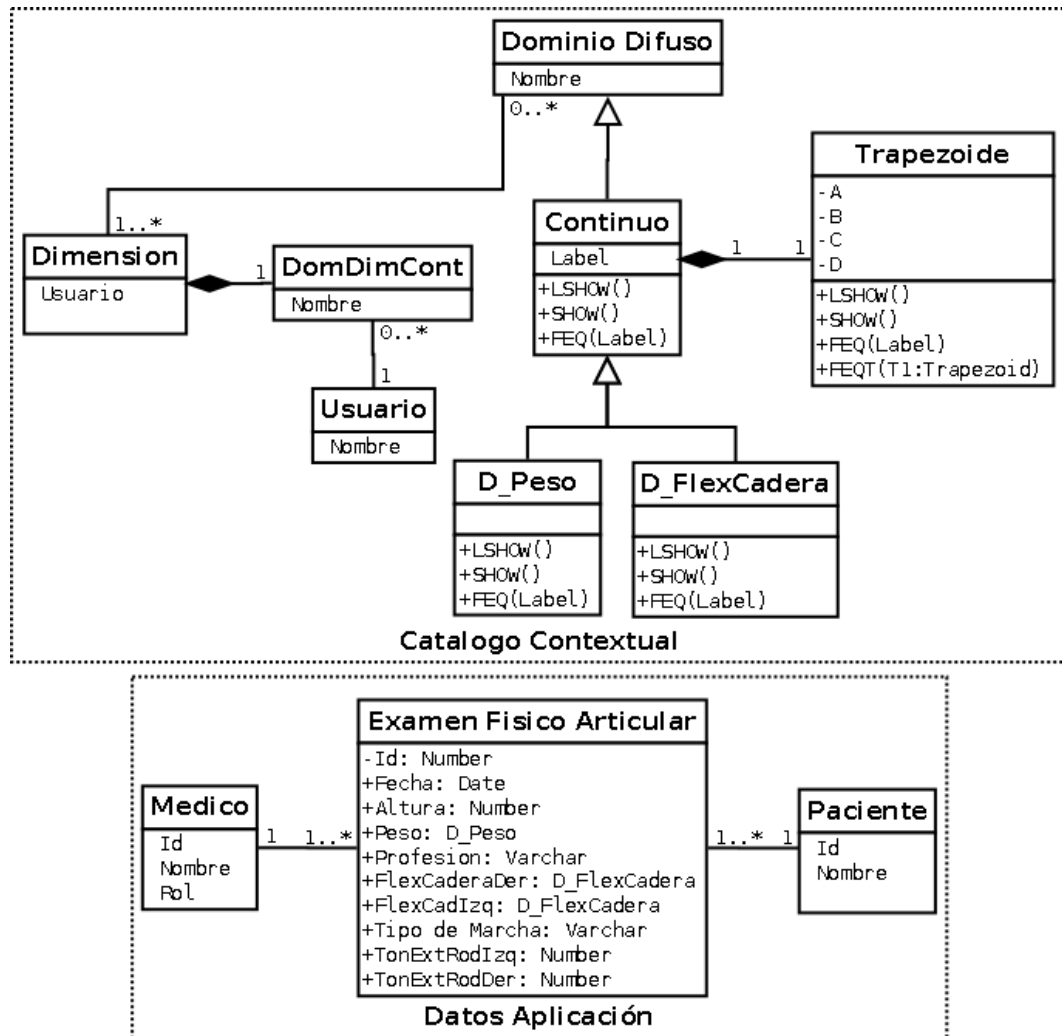 Dominio Difuso
Nombre
0..*
1..*
Dimension
Usuario
1
DomDimCont
Nombre
0..*
1
Usuario
Nombre
Continuo
Label
+LSHOW()
+SHOW()
+FEQ(Label)
1
1
Trapezoide
-A
-B
-C
-D
+LSHOW()
+SHOW()
+FEQ(Label)
+FEQT(T1:Trapezoid)
D_Peso
+LSHOW()
+SHOW()
+FEQ(Label)
D_FlexCadera
+LSHOW()
+SHOW()
+FEQ(Label)
Catalogo Contextual
Medico
Id
Nombre
Rol
1
1..*
Examen Fisico Articular
-Id: Number
+Fecha: Date
+Altura: Number
+Peso: D_Peso
+Profesion: Varchar
+FlexCaderaDer: D_FlexCadera
+FlexCadIzq: D_FlexCadera
+Tipo de Marcha: Varchar
+TonExtRodIzq: Number
+TonExtRodDer: Number
1..*
1
Paciente
Id
Nombre
Datos Aplicación